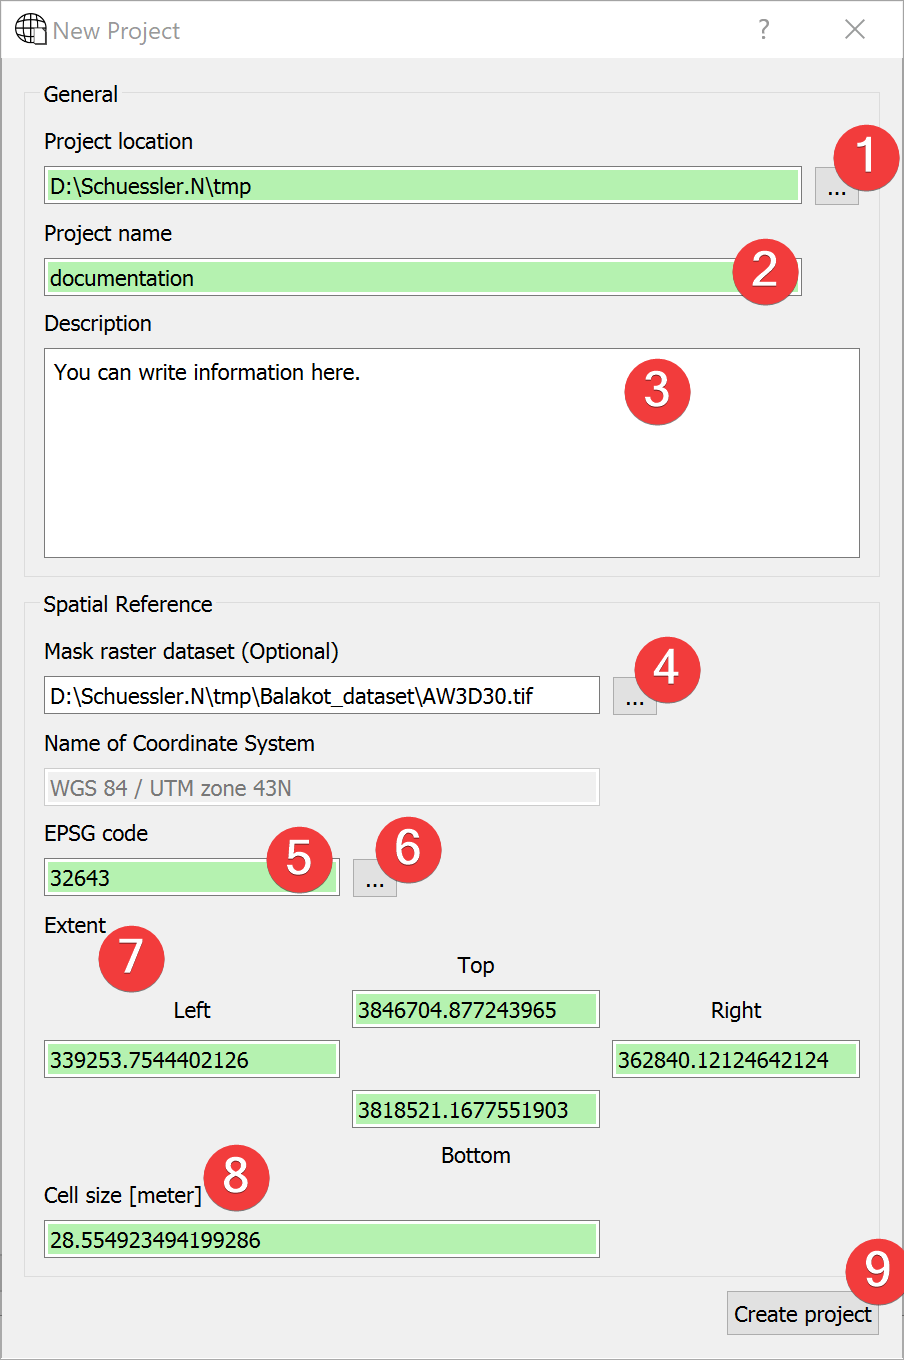 New Project ?
General
Project location
1
D:\Schuessler.N\tmp ...
Project name
documentation 2
Description
You can write information here.
3
Spatial Reference
Mask raster dataset (Optional)
4
D:\Schuessler.N\tmp\Balakot_dataset\AW3D30.tif ...
Name of Coordinate System
WGS 84 / UTM zone 43N
EPSG code
5 6
32643 ...
Extent
7
Top
Left 3846704.877243965 Right
339253.7544402126 362840.12124642124
3818521.1677551903
Bottom
8
Cell size [meter]
28.554923494199286
9
Create project